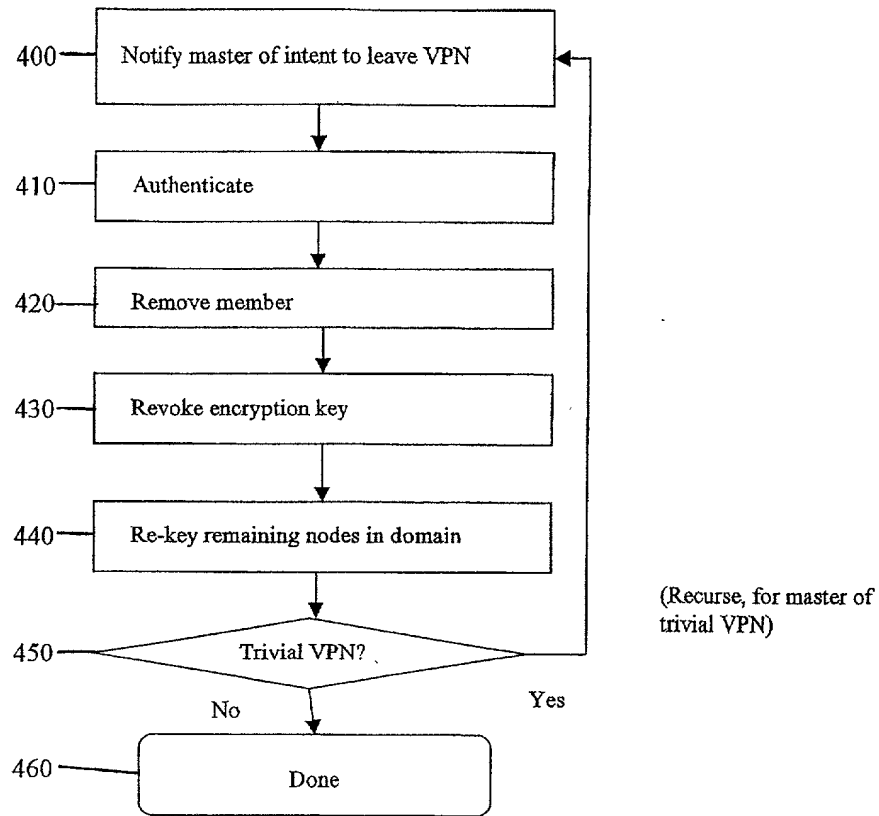 400
Notify master of intent to leave VPN
410
Authenticate
420
Remove member
430
Revoke encryption key
440
Re-key remaining nodes in domain
(Recurse, for master of
trivial VPN)
450
Trivial VPN?
No
Yes
460
Done